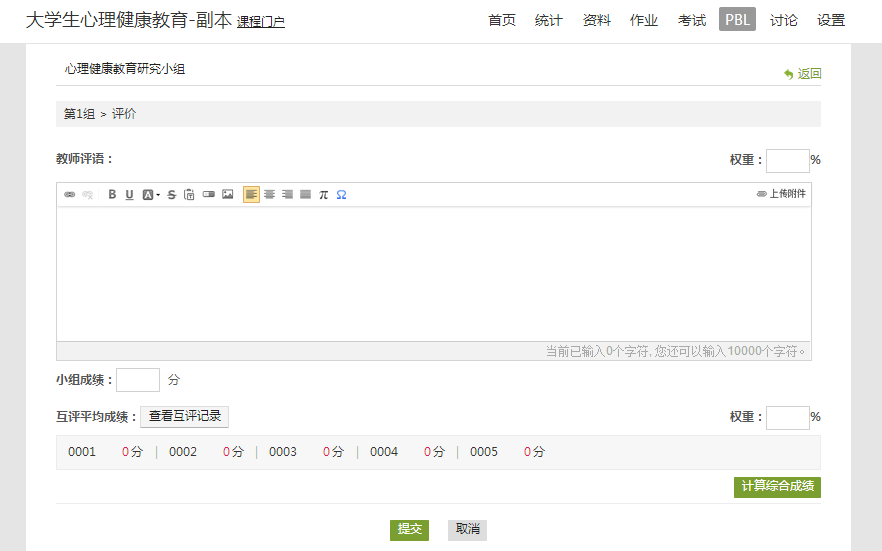 大学生心理健康教育-副本 课程门户 首页 统计 资料 作业 考试 PBL 讨论 设置
心理健康教育研究小组 返回
第1组 > 评价
教师评语： 权重： %
B U A S π Ω 上传附件
当前已输入0个字符, 您还可以输入10000个字符。
小组成绩： 分
互评平均成绩： 查看互评记录 权重： %
0001 0分 | 0002 0分 | 0003 0分 | 0004 0分 | 0005 0分
计算综合成绩
提交 取消